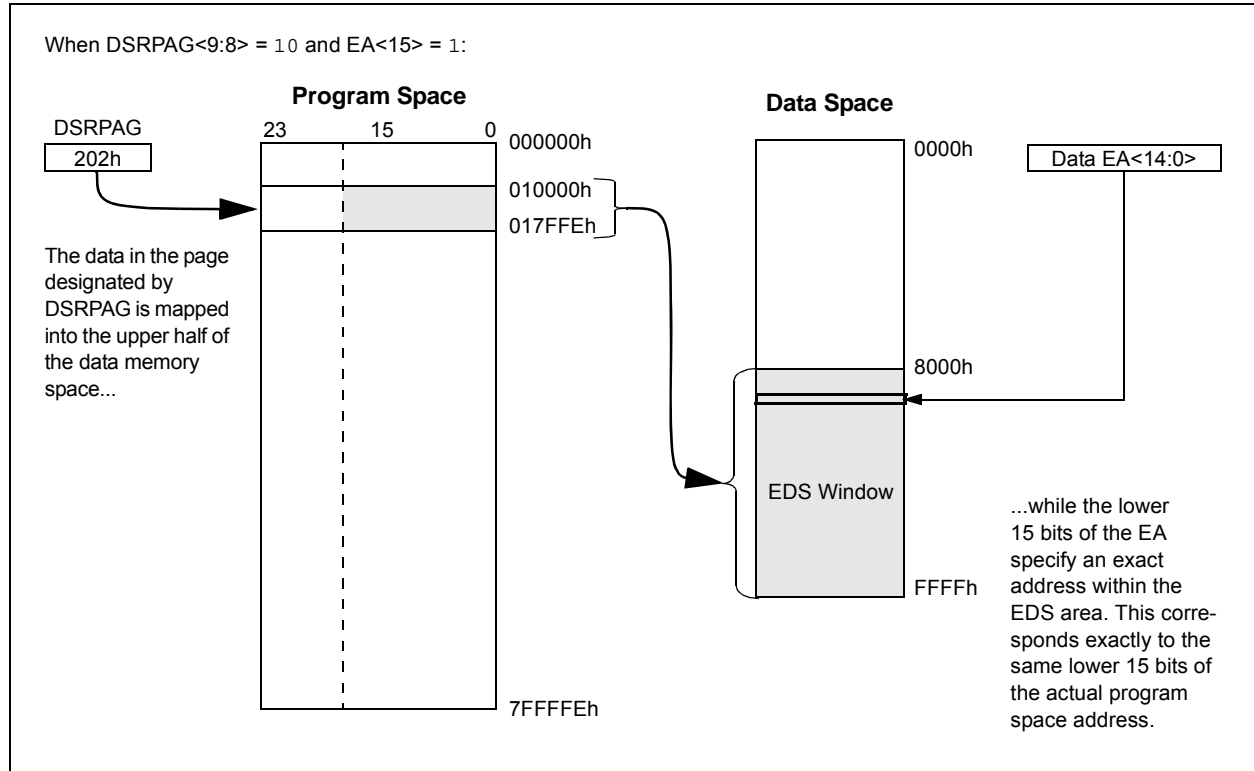 When DSRPAG<9:8> = 10 and EA<15> = 1:
Program Space
Data Space
DSRPAG
202h
23 15 0
000000h
010000h
017FFEh
7FFFFEh
The data in the page
designated by
DSRPAG is mapped
into the upper half of
the data memory
space...
0000h
8000h
EDS Window
FFFFh
Data EA<14:0>
...while the lower
15 bits of the EA
specify an exact
address within the
EDS area. This corre-
sponds exactly to the
same lower 15 bits of
the actual program
space address.